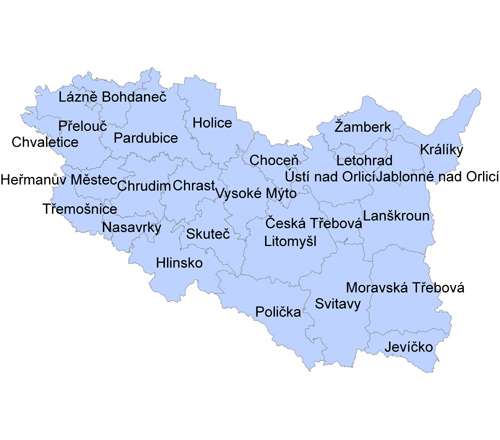 Lázně Bohdaneč
Přelouč
Holice
Žamberk
Pardubice
Chvaletice
Králíky
Choceň
Letohrad
Ústí nad Orlicí
Jablonné nad Orlicí
Heřmanův Městec
Chrudim
Chrast
Vysoké Mýto
Třemošnice
Lanškroun
Nasavrky
Česká Třebová
Skuteč
Litomyšl
Hlinsko
Moravská Třebová
Svitavy
Polička
Jevíčko